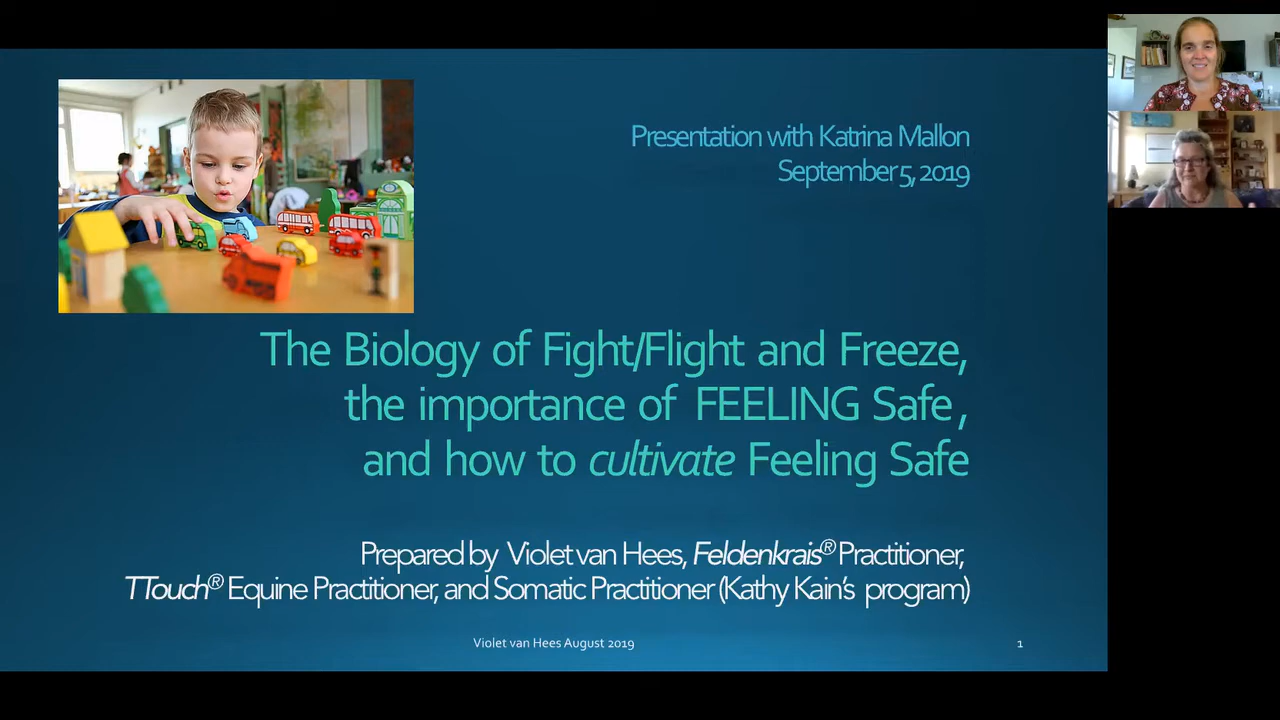 Presentation with Katrina Mallon
September 5, 2019
The Biology of Fight/Flight and Freeze,
the importance of FEELING Safe,
and how to cultivate Feeling Safe
Prepared by Violet van Hees, Feldenkrais® Practitioner,
TTouch® Equine Practitioner, and Somatic Practitioner (Kathy Kain's program)
Violet van Hees August 2019
1